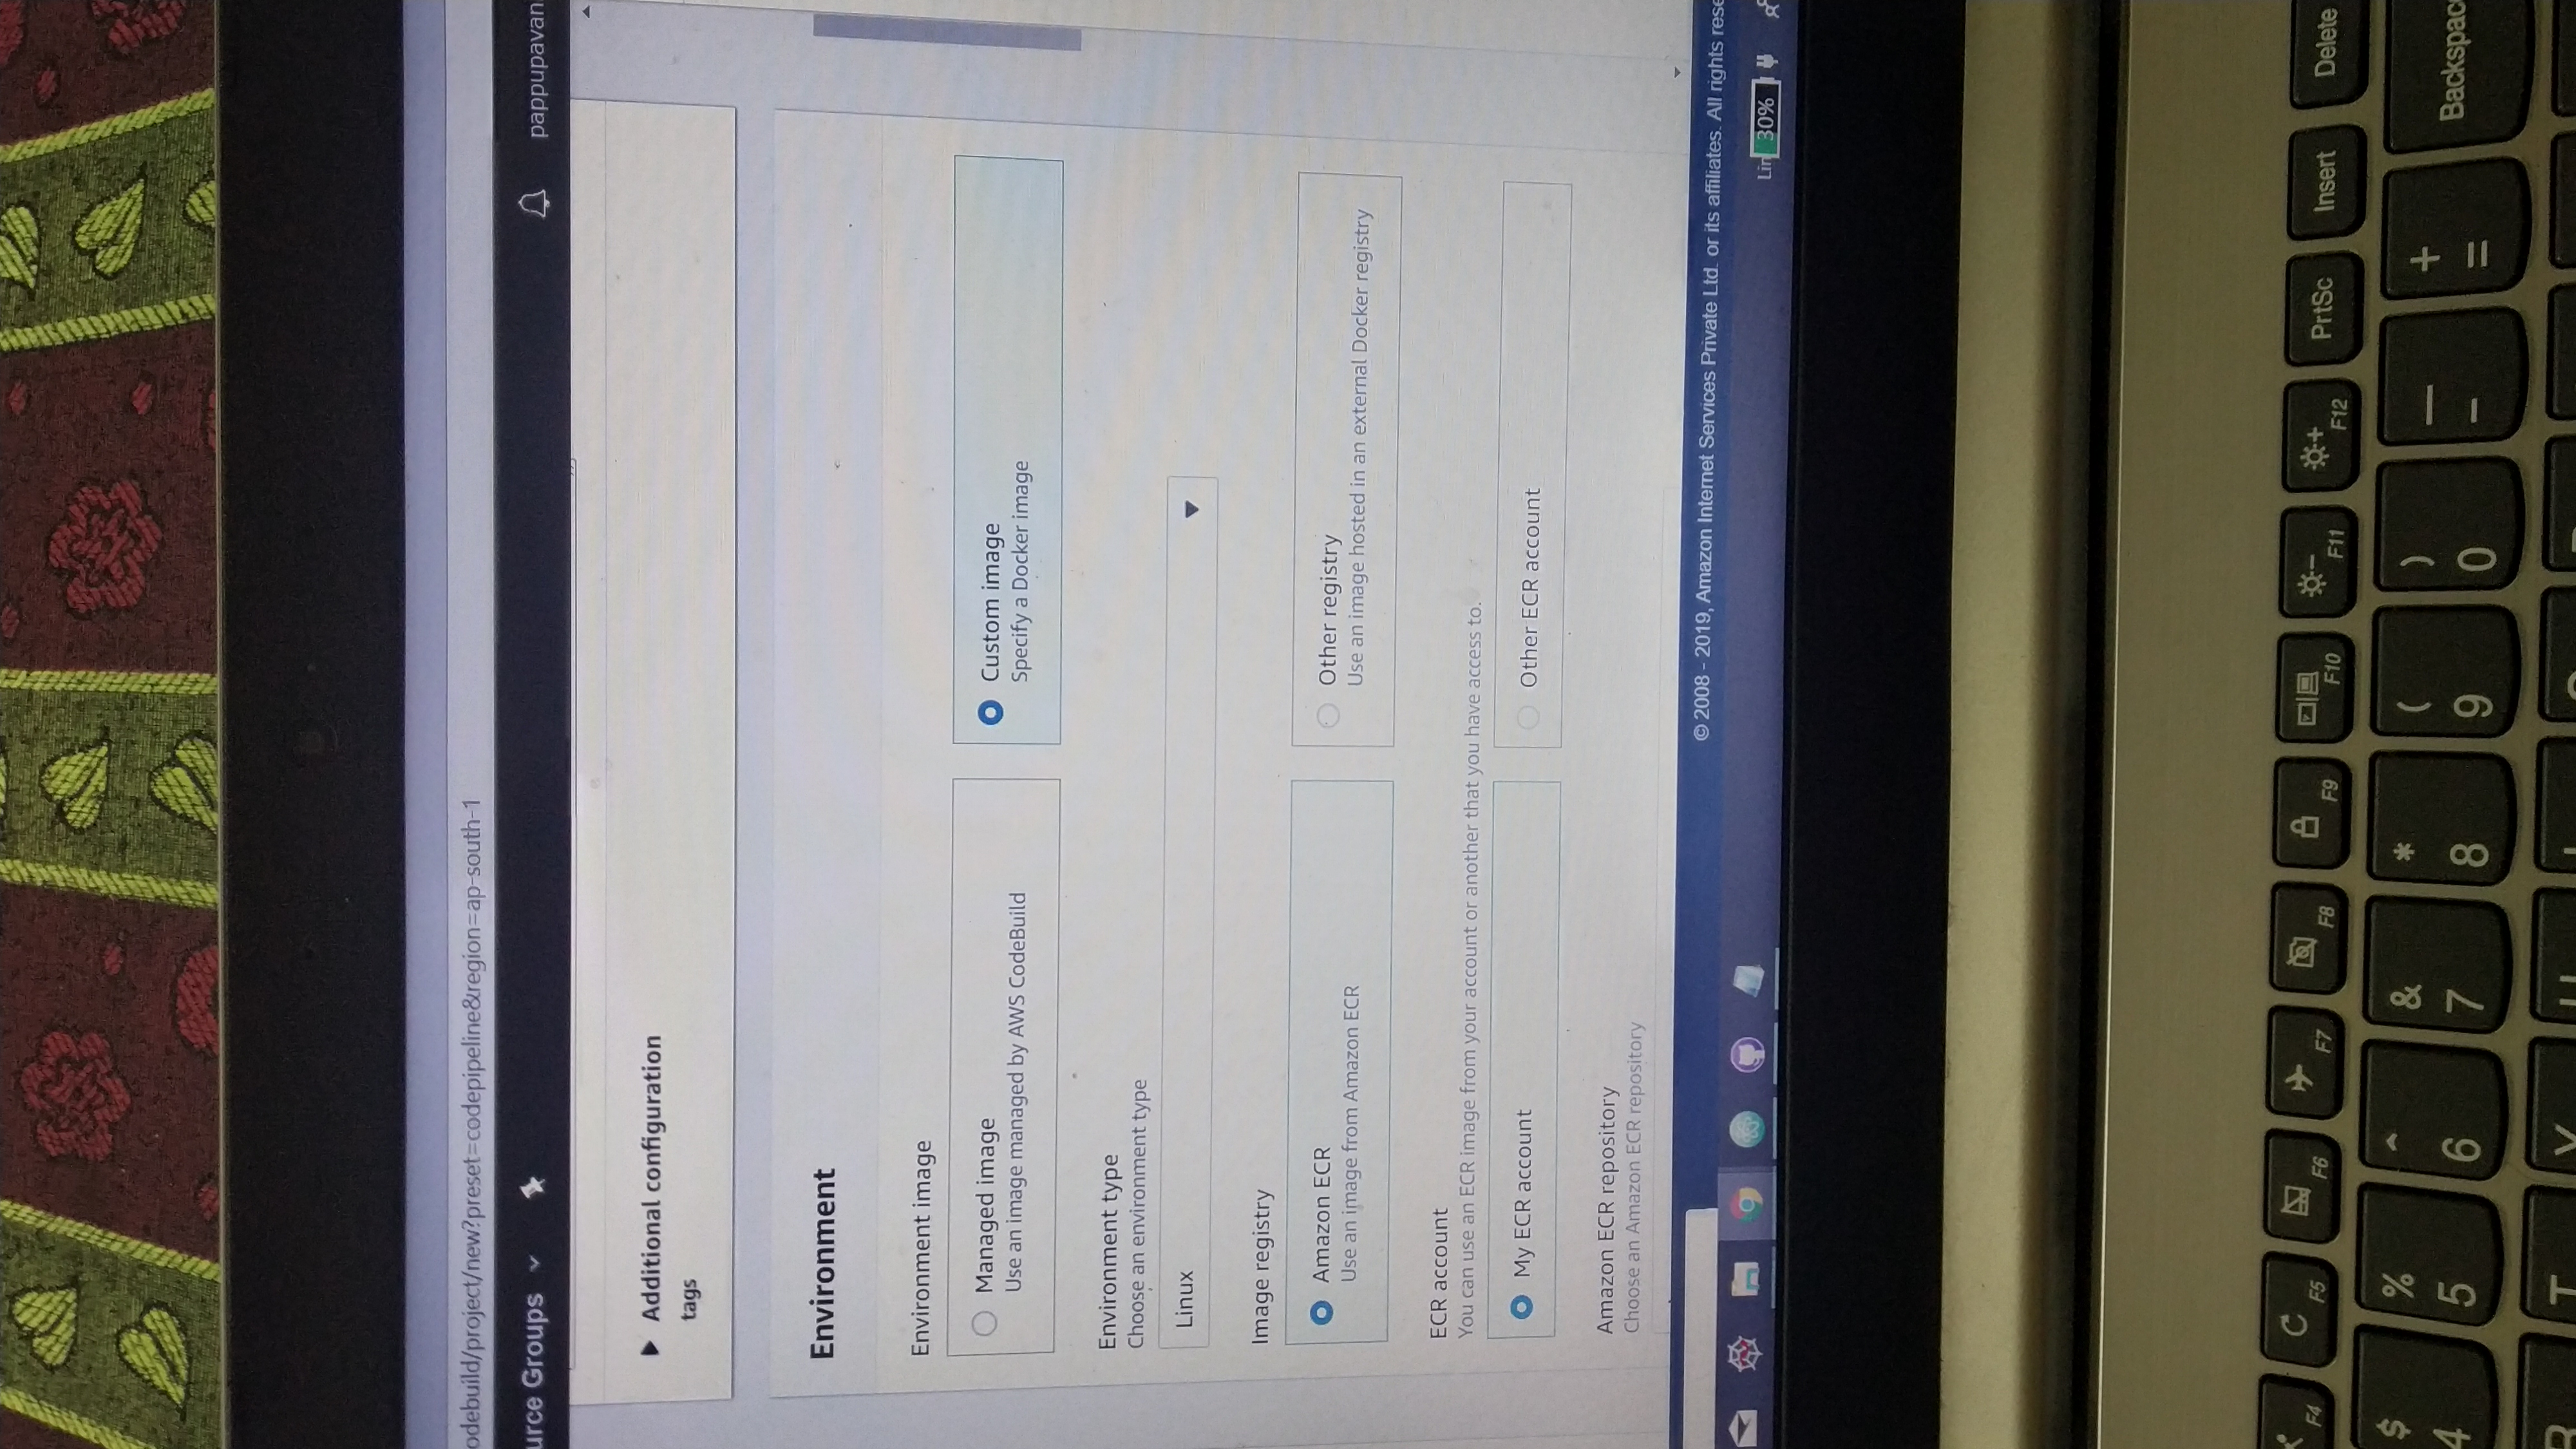 odebuild/project/new?preset=codepipeline&region=ap-south-1
urce Groups
pappupavan
Additional configuration
tags
Environment
Environment image
Managed image
Use an image managed by AWS CodeBuild
Custom image
Specify a Docker image
Environment type
Choose an environment type
Linux
Image registry
Amazon ECR
Use an image from Amazon ECR
Other registry
Use an image hosted in an external Docker registry
ECR account
You can use an ECR image from your account or another that you have access to.
My ECR account
Other ECR account
Amazon ECR repository
Choose an Amazon ECR repository
© 2008 - 2019, Amazon Internet Services Private Ltd. or its affiliates. All rights rese
Lin 30%
F4 F5 F6 F7 F8 F9 F10 F11 F12 PrtSc Insert Delete
$ % ^ & * ( ) — +
4 5 6 7 8 9 0 - = Backspac
R T Y U